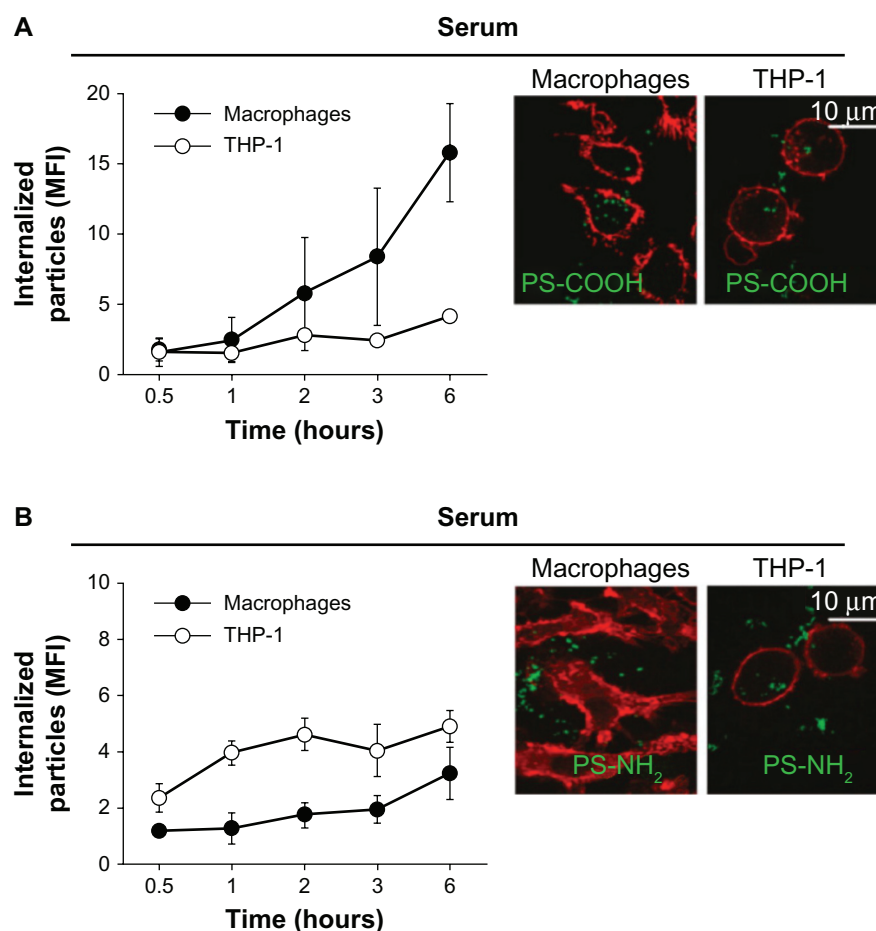 A
Serum
Macrophages
THP-1
20
15
10
5
0
0.5 1 2 3 6
Internalized
particles (MFI)
Time (hours)
Macrophages THP-1
10 μm
PS-COOH PS-COOH
B
Serum
Macrophages
THP-1
10
8
6
4
2
0
0.5 1 2 3 6
Internalized
particles (MFI)
Time (hours)
Macrophages THP-1
10 μm
PS-NH₂ PS-NH₂